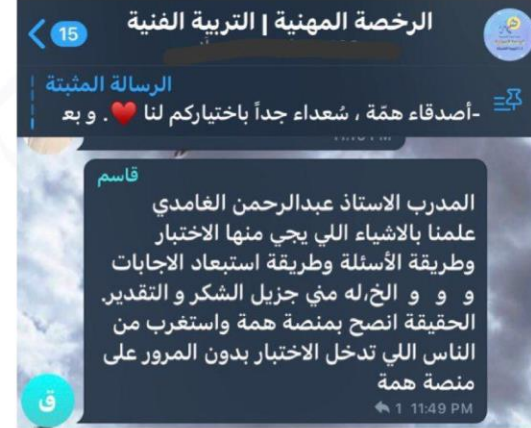 الرخصة المهنية | التربية الفنية
15
الرسالة المثبتة
-أصدقاء همّة ، سُعداء جداً باختياركم لنا ♥️ . و بع
قاسم
المدرب الاستاذ عبدالرحمن الغامدي
علمنا بالاشياء اللي يجي منها الاختبار
وطريقة الأسئلة وطريقة استبعاد الاجابات
و و و الخ،له مني جزيل الشكر و التقدير.
الحقيقة انصح بمنصة همة واستغرب من
الناس اللي تدخل الاختبار بدون المرور على
منصة همة
1 11:49 PM
ق